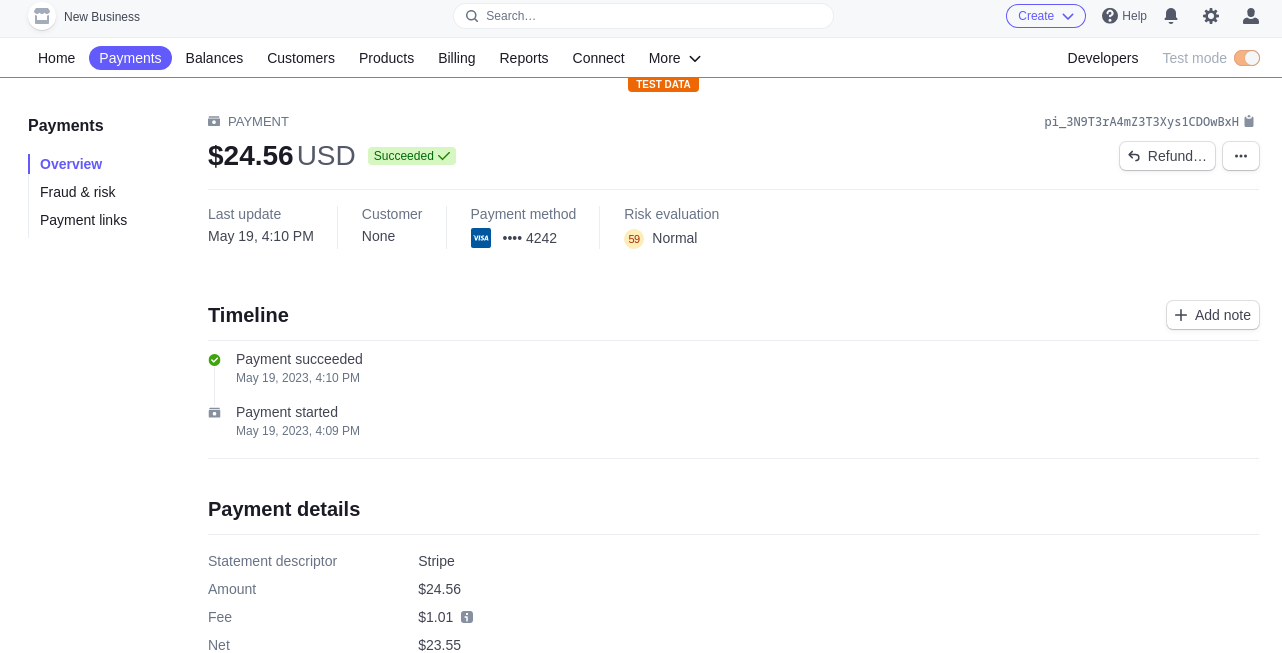 New Business
Search…
Create
Help
Home
Payments
Balances
Customers
Products
Billing
Reports
Connect
More
Developers
Test mode
TEST DATA
Payments
Overview
Fraud & risk
Payment links
PAYMENT
pi_3N9T3rA4mZ3T3Xys1CDOwBxH
$24.56 USD
Succeeded
Refund…
Last update
May 19, 4:10 PM
Customer
None
Payment method
VISA •••• 4242
Risk evaluation
59 Normal
Timeline
Add note
Payment succeeded
May 19, 2023, 4:10 PM
Payment started
May 19, 2023, 4:09 PM
Payment details
Statement descriptor Stripe
Amount $24.56
Fee $1.01
Net $23.55